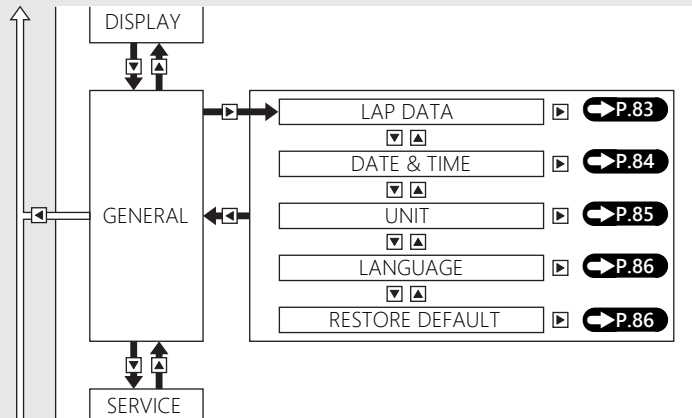 DISPLAY
GENERAL
LAP DATA P.83
DATE & TIME P.84
UNIT P.85
LANGUAGE P.86
RESTORE DEFAULT P.86
SERVICE